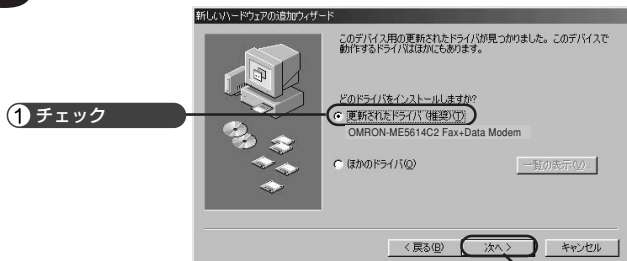 新しいハードウェアの追加ウィザード
このデバイス用の更新されたドライバが見つかりました。このデバイスで
動作するドライバはほかにもあります。
どのドライバをインストールしますか?
① チェック
更新されたドライバ(推奨)(T)
OMRON-ME5614C2 Fax+Data Modem
ほかのドライバ(O)
一覧の表示(V)...
< 戻る(B)
次へ >
キャンセル